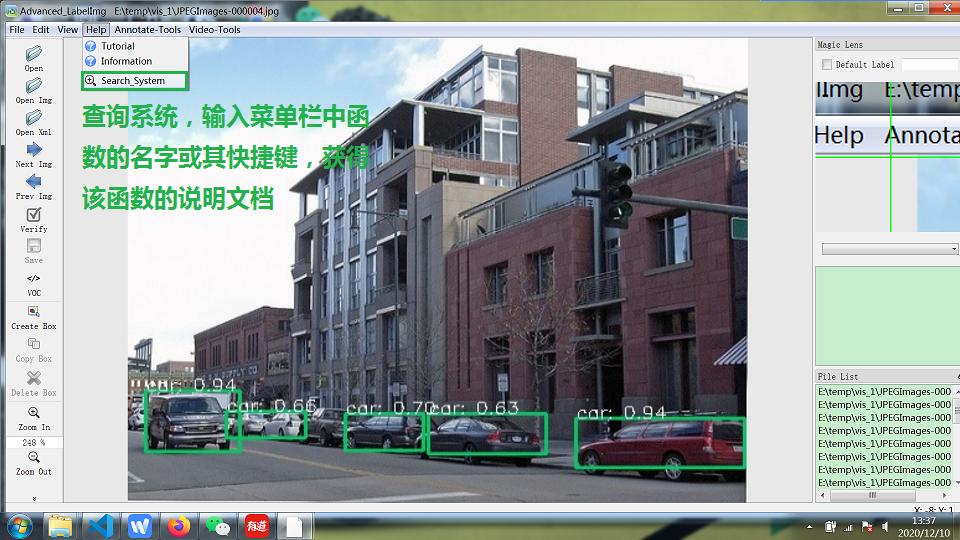 Advanced_LabelImg E:\temp\vis_1\JPEGImages-000004.jpg
File Edit View Help Annotate-Tools Video-Tools
Tutorial
Information
Search_System
查询系统，输入菜单栏中函
数的名字或其快捷键，获得
该函数的说明文档
Open
Open Img
Open Xml
Next Img
Prev Img
Verify
Save
</>
VOC
Create Box
Copy Box
Delete Box
Zoom In
248 %
Zoom Out
SUPPLY CO
car: 0.94
car: 0.66
car: 0.70
car: 0.63
car: 0.94
Magic Lens
Default Label
Img E:\temp
Help Annota
File List
E:\temp\vis_1\JPEGImages-000
E:\temp\vis_1\JPEGImages-000
E:\temp\vis_1\JPEGImages-000
E:\temp\vis_1\JPEGImages-000
E:\temp\vis_1\JPEGImages-000
E:\temp\vis_1\JPEGImages-000
E:\temp\vis_1\JPEGImages-000
E:\temp\vis_1\JPEGImages-000
X: -8; Y: 1
W
有道
13:37
2020/12/10